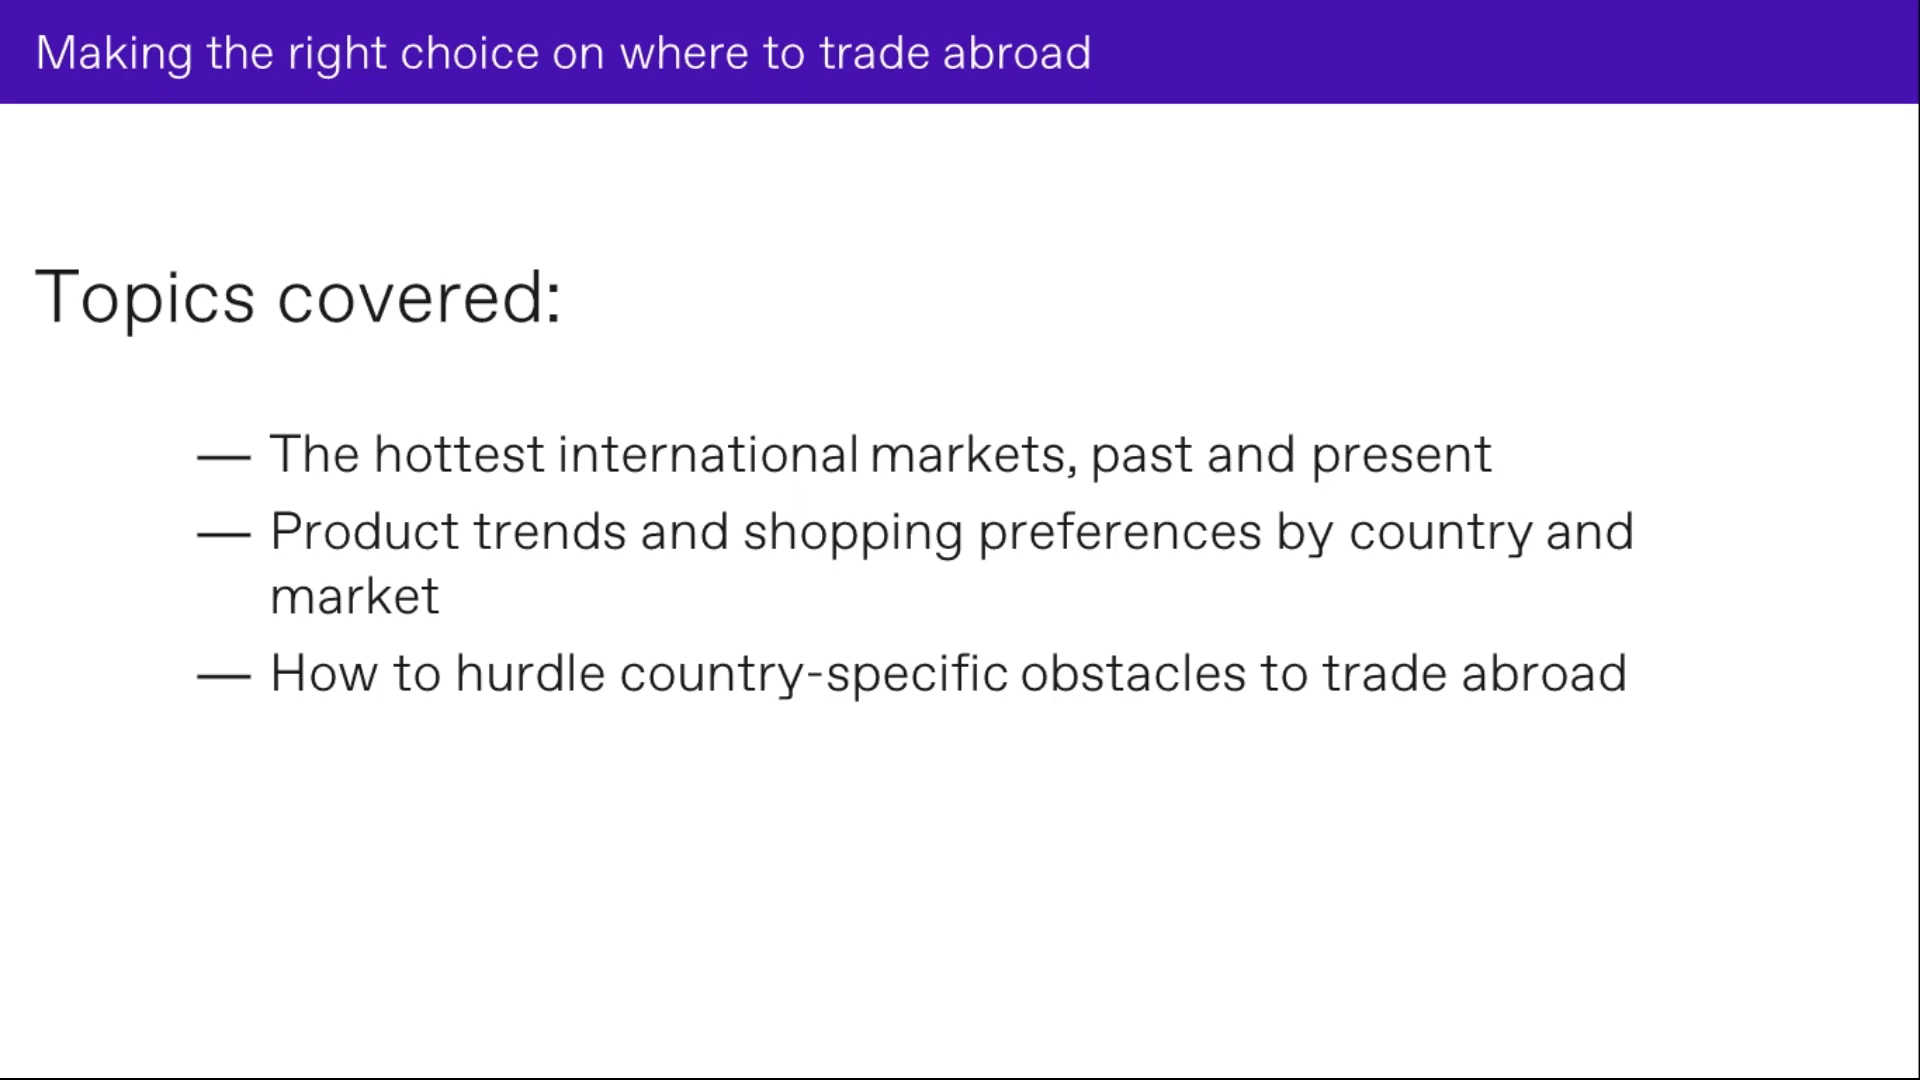 Making the right choice on where to trade abroad
Topics covered:
— The hottest international markets, past and present
— Product trends and shopping preferences by country and
market
— How to hurdle country-specific obstacles to trade abroad